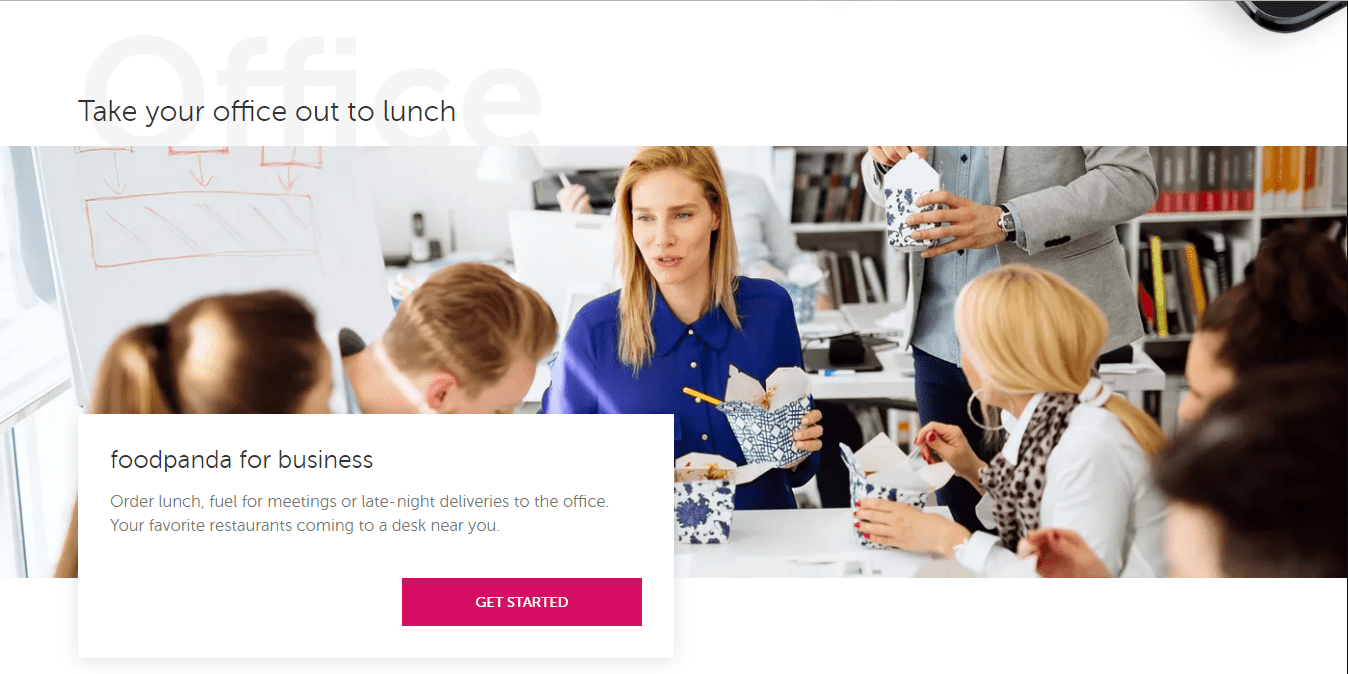 Office
Take your office out to lunch
foodpanda for business
Order lunch, fuel for meetings or late-night deliveries to the office.
Your favorite restaurants coming to a desk near you.
GET STARTED